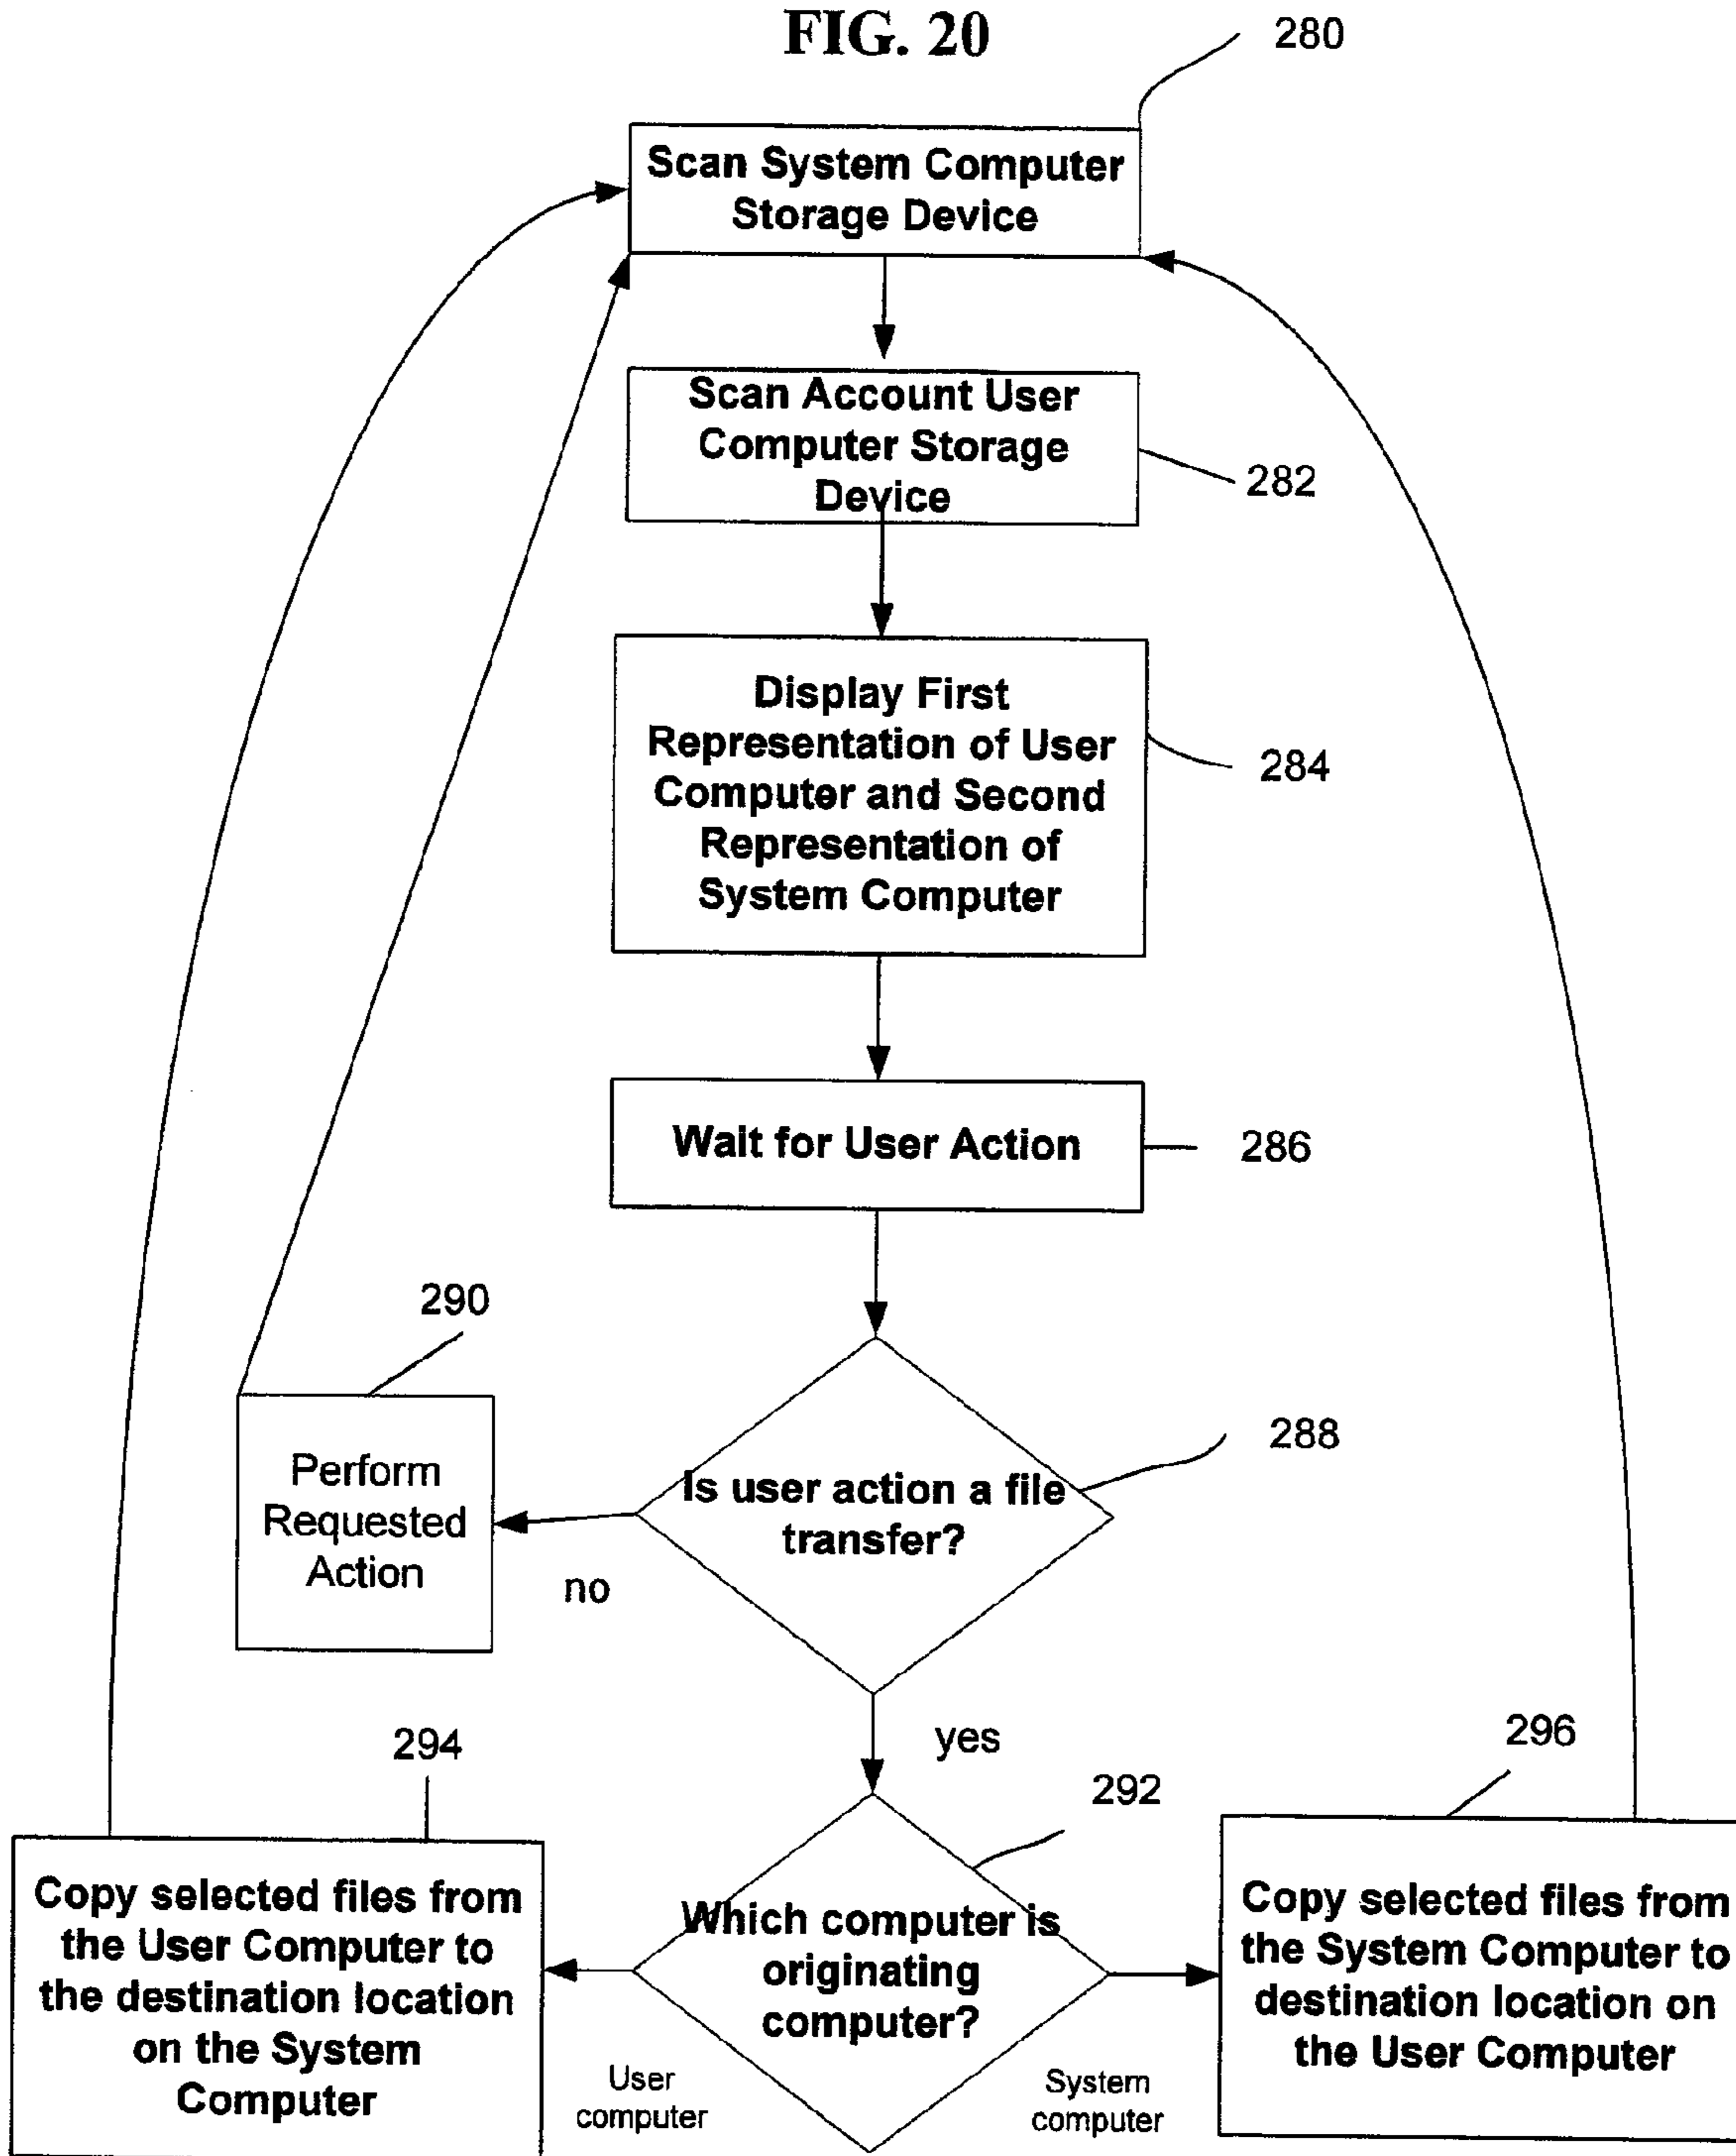 FIG. 20
280
Scan System Computer
Storage Device
Scan Account User
Computer Storage
Device
282
Display First
Representation of User
Computer and Second
Representation of
System Computer
284
Wait for User Action
286
290
288
Perform
Requested
Action
Is user action a file
transfer?
no
yes
294
292
296
Copy selected files from
the User Computer to
the destination location
on the System
Computer
Which computer is
originating
computer?
Copy selected files from
the System Computer to
destination location on
the User Computer
User
computer
System
computer